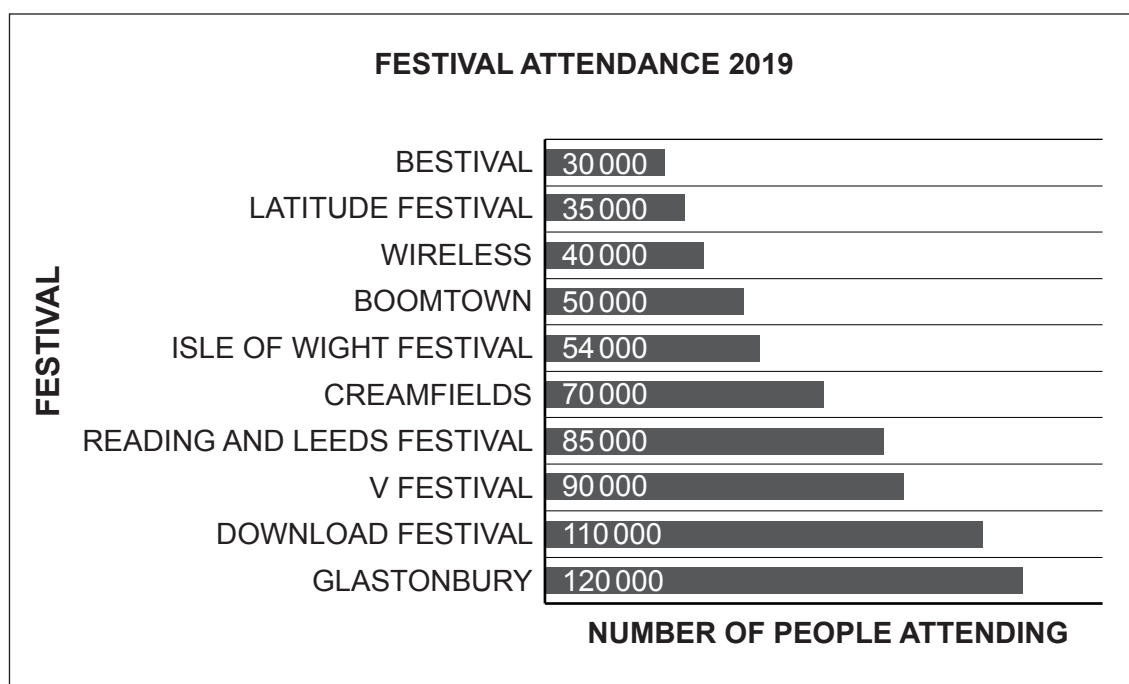 FESTIVAL ATTENDANCE 2019
FESTIVAL
BESTIVAL 30 000
LATITUDE FESTIVAL 35 000
WIRELESS 40 000
BOOMTOWN 50 000
ISLE OF WIGHT FESTIVAL 54 000
CREAMFIELDS 70 000
READING AND LEEDS FESTIVAL 85 000
V FESTIVAL 90 000
DOWNLOAD FESTIVAL 110 000
GLASTONBURY 120 000
NUMBER OF PEOPLE ATTENDING